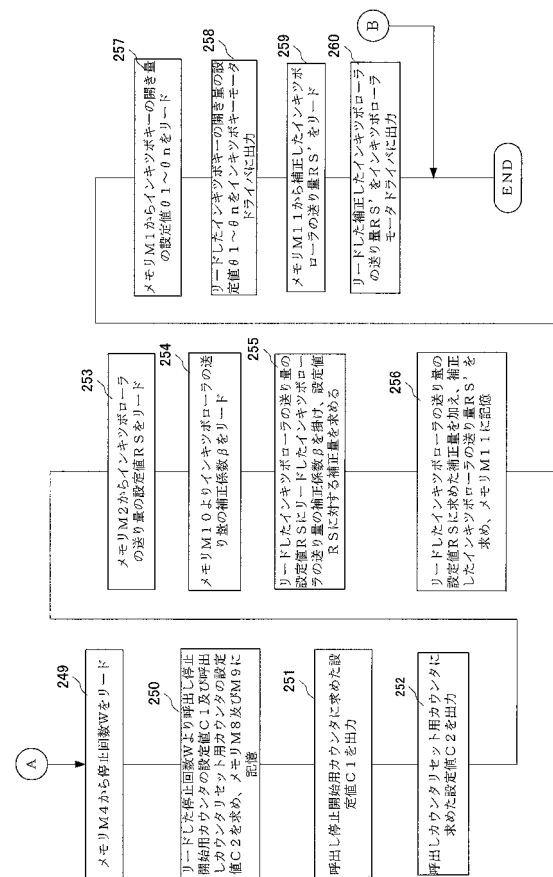 A
249
メモリM4から停止回数Wをリード
250
リードした停止回数Wより呼出し停止
開始用カウンタの設定値C1及び呼出
しカウンタリセット用カウンタの設定
値C2を求め、メモリM8及びM9に
記憶
251
呼出し停止開始用カウンタに求めた設
定値C1を出力
252
呼出しカウンタリセット用カウンタに
求めた設定値C2を出力
253
メモリM2からインキツボローラ
の送り量の設定値RSをリード
254
メモリM10よりインキツボローラの送
り量の補正係数βをリード
255
リードしたインキツボローラの送り量の
設定値RSにリードしたインキツボロー
ラの送り量の補正係数βを掛け、設定値
RSに対する補正量を求める
256
リードしたインキツボローラの送り量の
設定値RSに求めた補正量を加え、補正
したインキツボローラの送り量RS'を
求め、メモリM11に記憶
257
メモリM1からインキツボキーの開き量
の設定値θ1～θnをリード
258
リードしたインキツボキーの開き量の設
定値θ1～θnをインキツボキーモータ
ドライバに出力
259
メモリM11から補正したインキツボ
ローラの送り量RS'をリード
260
リードした補正したインキツボローラ
の送り量RS'をインキツボローラ
モータドライバに出力
B
END